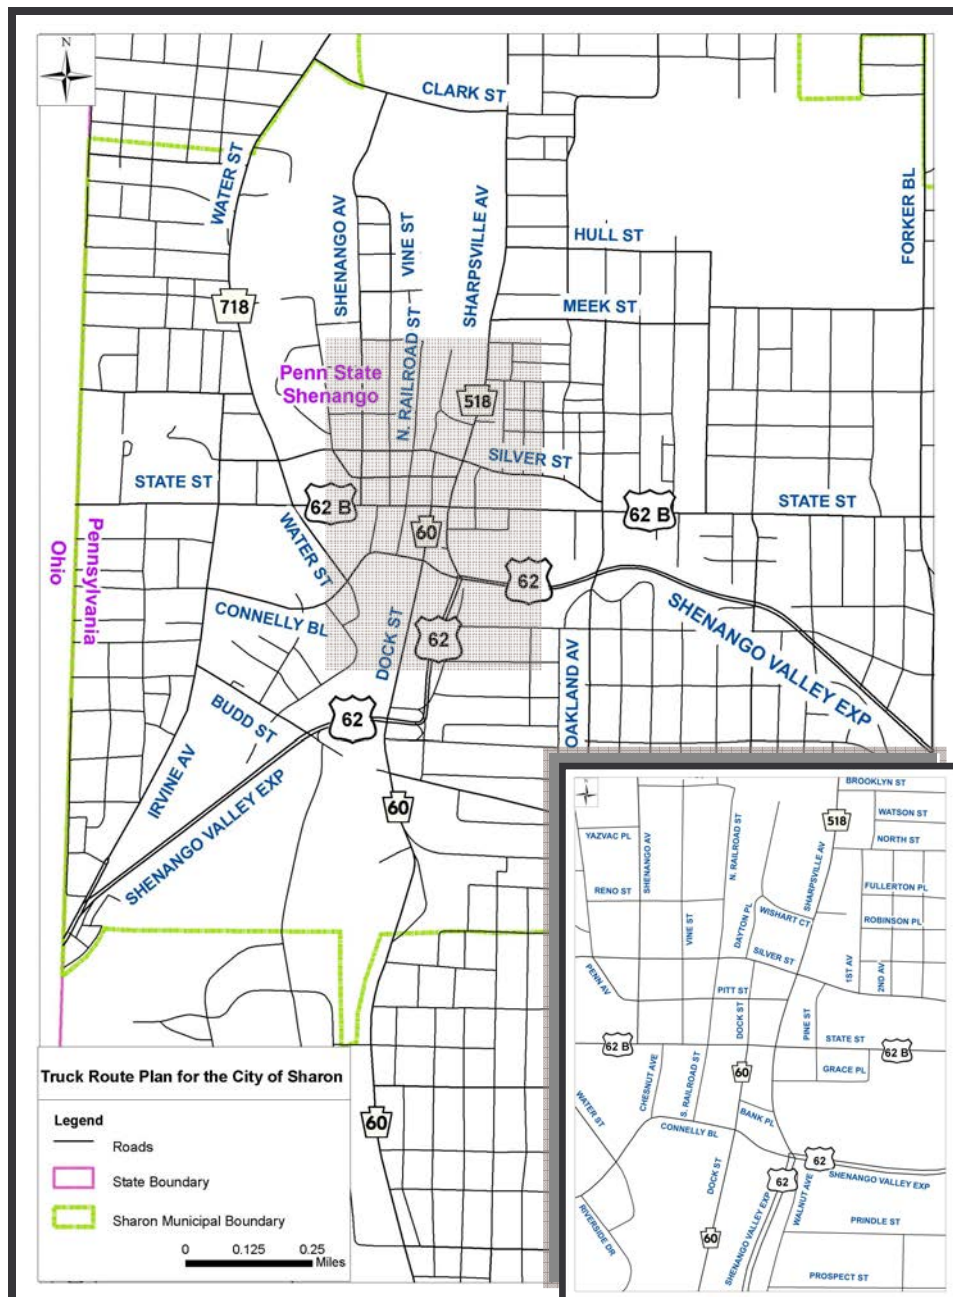 N
CLARK ST
WATER ST
SHENANGO AV
VINE ST
SHARPSVILLE AV
FORKER BL
HULL ST
718
MEEK ST
N. RAILROAD ST
Penn State
Shenango
518
SILVER ST
STATE ST
62 B
62 B
STATE ST
Ohio
Pennsylvania
WATER ST
60
62
CONNELLY BL
DOCK ST
62
SHENANGO VALLEY EXP
OAKLAND AV
BUDD ST
62
IRVINE AV
SHENANGO VALLEY EXP
60
60
Truck Route Plan for the City of Sharon
Legend
Roads
State Boundary
Sharon Municipal Boundary
0 0.125 0.25
Miles
BROOKLYN ST
518
WATSON ST
YAZVAC PL
SHENANGO AV
N. RAILROAD ST
NORTH ST
SHARPSVILLE AV
RENO ST
FULLERTON PL
VINE ST
DAYTON PL
WISHART CT
ROBINSON PL
SILVER ST
1ST AV
2ND AV
PENN AV
PITT ST
DOCK ST
PINE ST
STATE ST
62 B
62 B
CHESNUT AVE
S. RAILROAD ST
60
GRACE PL
WATER ST
BANK PL
CONNELLY BL
62
SHENANGO VALLEY EXP
DOCK ST
62
WALNUT AVE
RIVERSIDE DR
60
SHENANGO VALLEY EXP
PRINDLE ST
PROSPECT ST